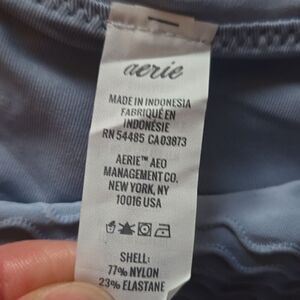 aerie
MADE IN INDONESIA
FABRIQUÉ EN
INDONÉSIE
RN 54485 CA 03873
AERIE™ AEO
MANAGEMENT CO.
NEW YORK, NY
10016 USA
SHELL:
77% NYLON
23% ELASTANE